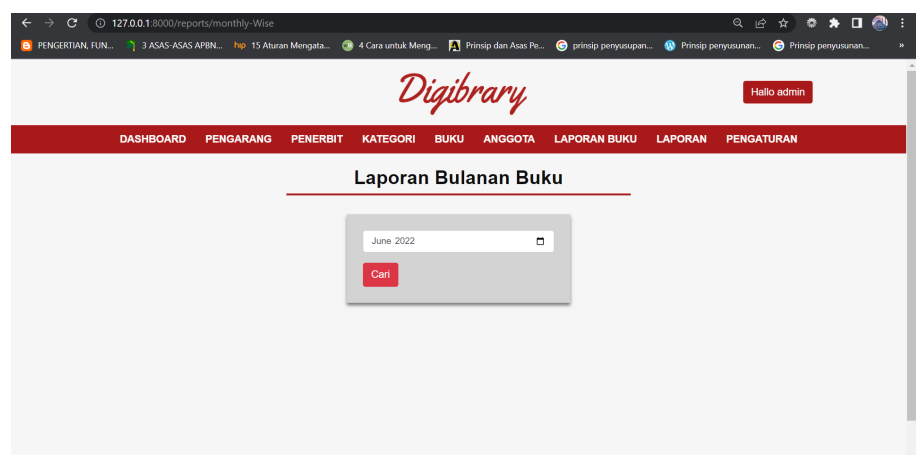 127.0.0.1:8000/reports/monthly-Wise
PENGERTIAN, FUN... 3 ASAS-ASAS APBN... hip 15 Aturan Mengata... 4 Cara untuk Meng... A Prinsip dan Asas Pe... G prinsip penyusupan... Prinsip penyusunan... G Prinsip penyusunan... »
Digibrary
Hallo admin
DASHBOARD PENGARANG PENERBIT KATEGORI BUKU ANGGOTA LAPORAN BUKU LAPORAN PENGATURAN
Laporan Bulanan Buku
June 2022
Cari